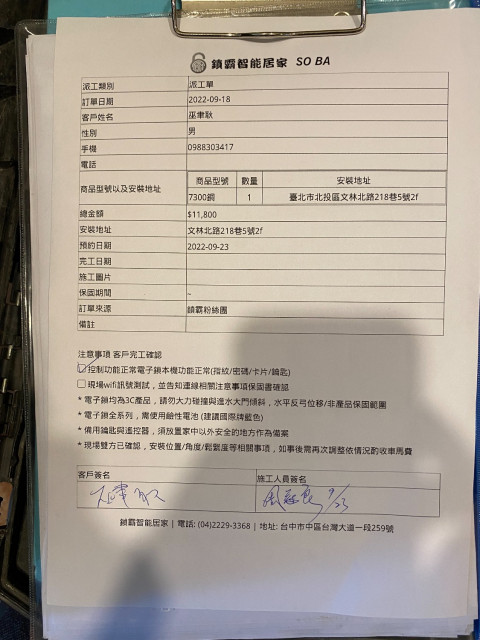 鎖霸智能居家 SO BA
派工類別 派工單
訂單日期 2022-09-18
客戶姓名 巫聿耿
性別 男
手機 0988303417
電話
商品型號 數量 安裝地址
商品型號以及安裝地址
7300鋼 1 臺北市北投區文林北路218巷5號2f
總金額 $11,800
安裝地址 文林北路218巷5號2f
預約日期 2022-09-23
完工日期
施工圖片
保固期間 –
訂單來源 鎖霸粉絲團
備註
注意事項 客戶完工確認
控制功能正常電子鎖本機功能正常(指紋/密碼/卡片/鑰匙)
現場wifi訊號測試，並告知連線相關注意事項保固書確認
* 電子鎖均為3C產品，請勿大力碰撞與進水大門傾斜，水平反弓位移/非產品保固範圍
* 電子鎖全系列，需使用鹼性電池 (建議國際牌藍色)
* 備用鑰匙與遙控器，須放置家中以外安全的地方作為備案
* 現場雙方已確認，安裝位置/角度/鬆緊度等相關事項，如事後需再次調整依情況酌收車馬費
客戶簽名 施工人員簽名
9/23
鎖霸智能居家 | 電話: (04)2229-3368 | 地址: 台中市中區台灣大道一段259號